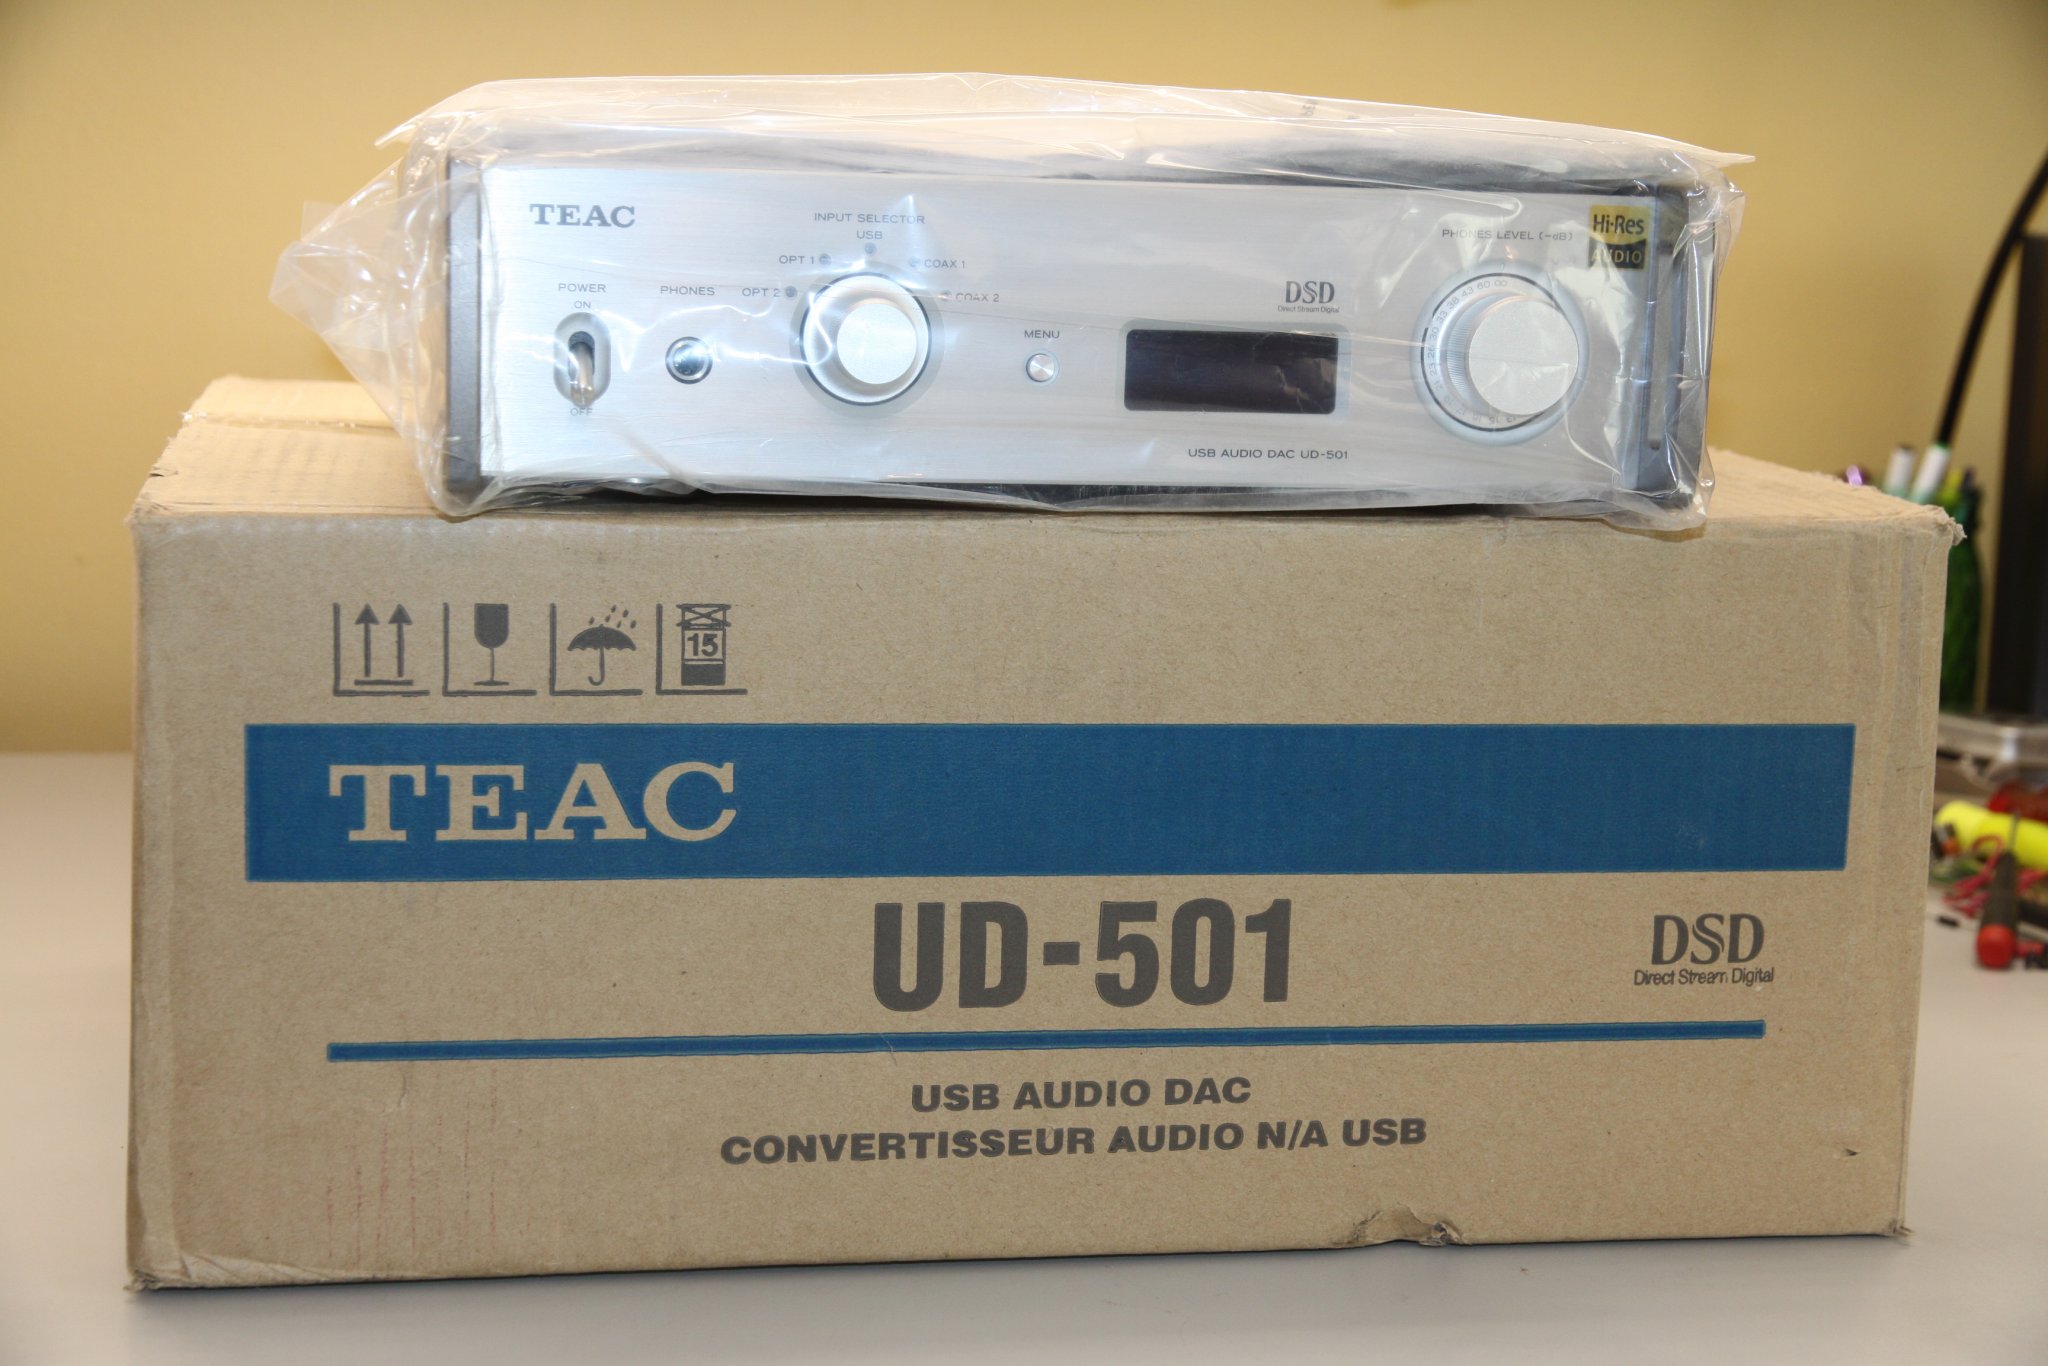 TEAC
INPUT SELECTOR
USB
OPT 1
COAX 1
OPT 2
COAX 2
POWER
ON
OFF
PHONES
MENU
DSD
Direct Stream Digital
PHONES LEVEL (-dB)
Hi-Res
AUDIO
USB AUDIO DAC UD-501
15
TEAC
UD-501
DSD
Direct Stream Digital
USB AUDIO DAC
CONVERTISSEUR AUDIO N/A USB